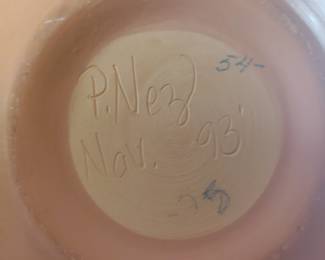 54-
P. Nez
Nav. 93'